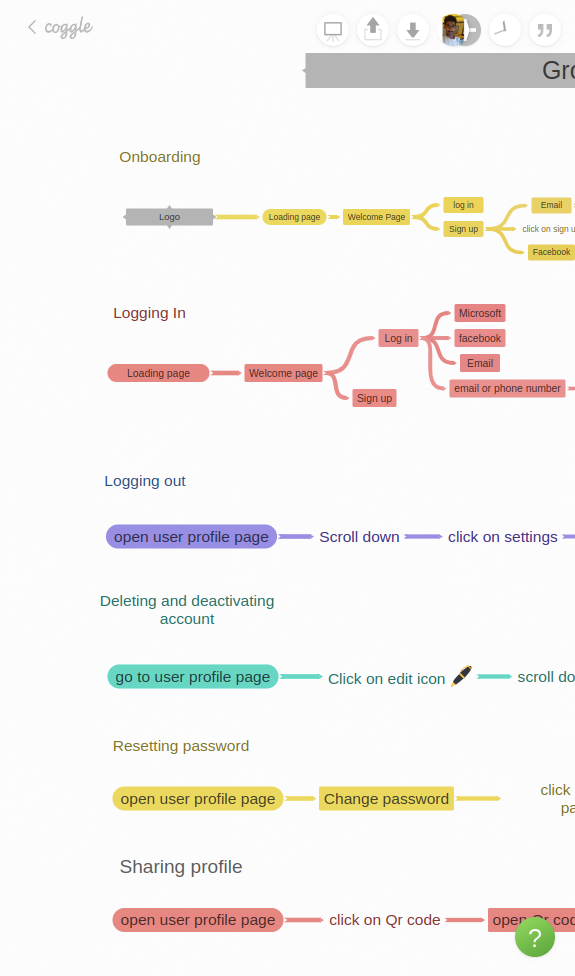 coggle
Gro
Onboarding
Logo
Loading page
Welcome Page
log in
Sign up
Email
click on sign u
Facebook
Logging In
Loading page
Welcome page
Log in
Sign up
Microsoft
facebook
Email
email or phone number
Logging out
open user profile page
Scroll down
click on settings
Deleting and deactivating
account
go to user profile page
Click on edit icon
scroll do
Resetting password
open user profile page
Change password
click
pa
Sharing profile
open user profile page
click on Qr code
open Qr cod
?